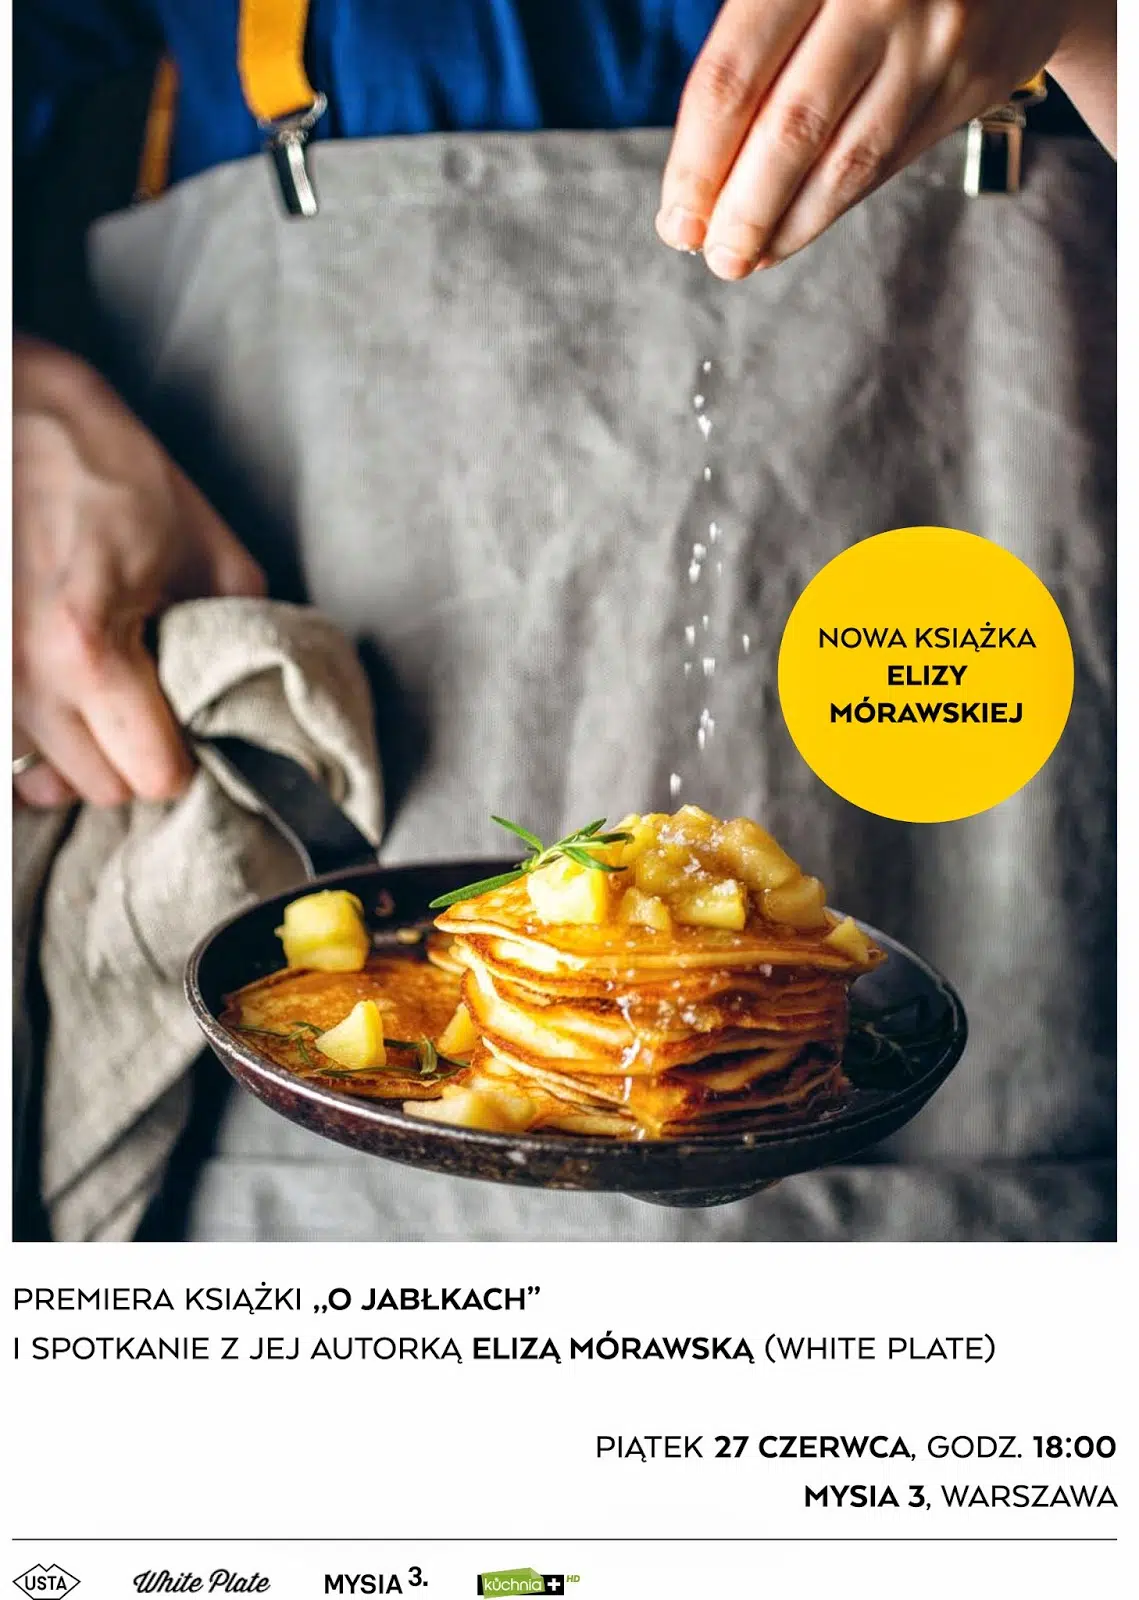 NOWA KSIĄŻKA
ELIZY
MÓRAWSKIEJ
PREMIERA KSIĄŻKI „O JABŁKACH”
I SPOTKANIE Z JEJ AUTORKĄ ELIZĄ MÓRAWSKĄ (WHITE PLATE)
PIĄTEK 27 CZERWCA, GODZ. 18:00
MYSIA 3, WARSZAWA
USTA White Plate MYSIA 3. kuchnia+ HD